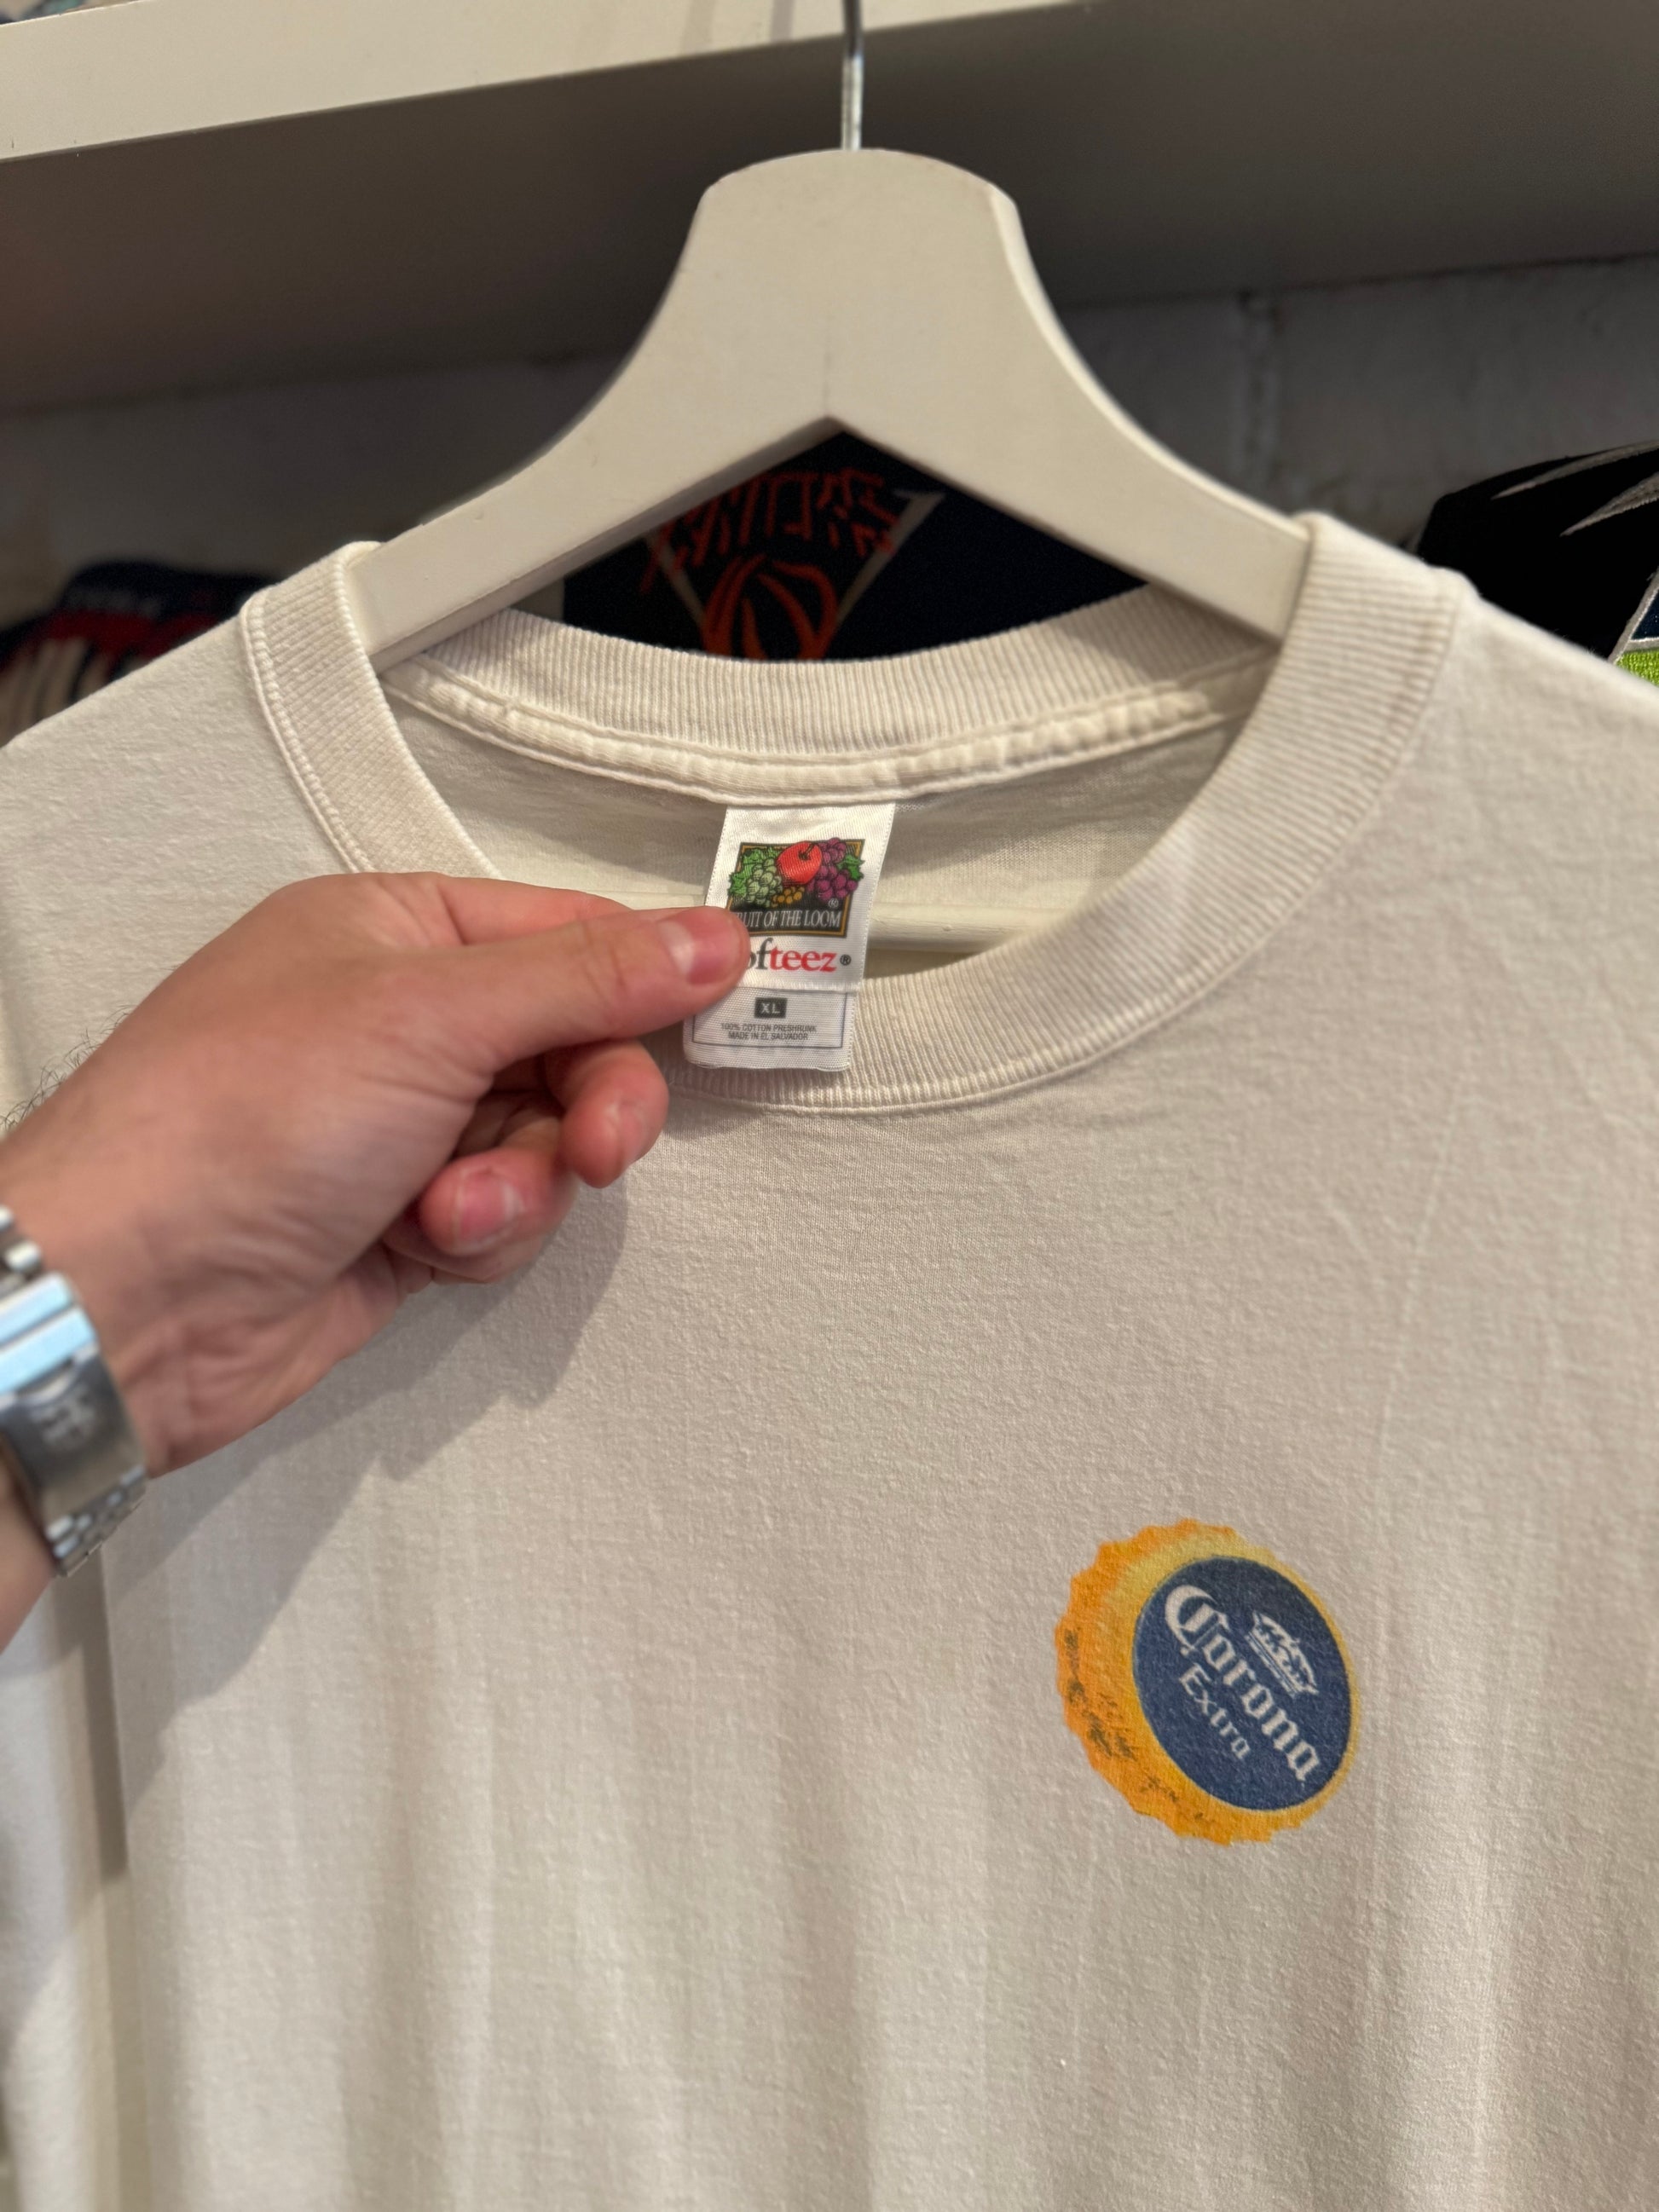 FRUIT OF THE LOOM
ofteez®
XL
100% COTTON PRESHRUNK
MADE IN EL SALVADOR
Corona
Extra